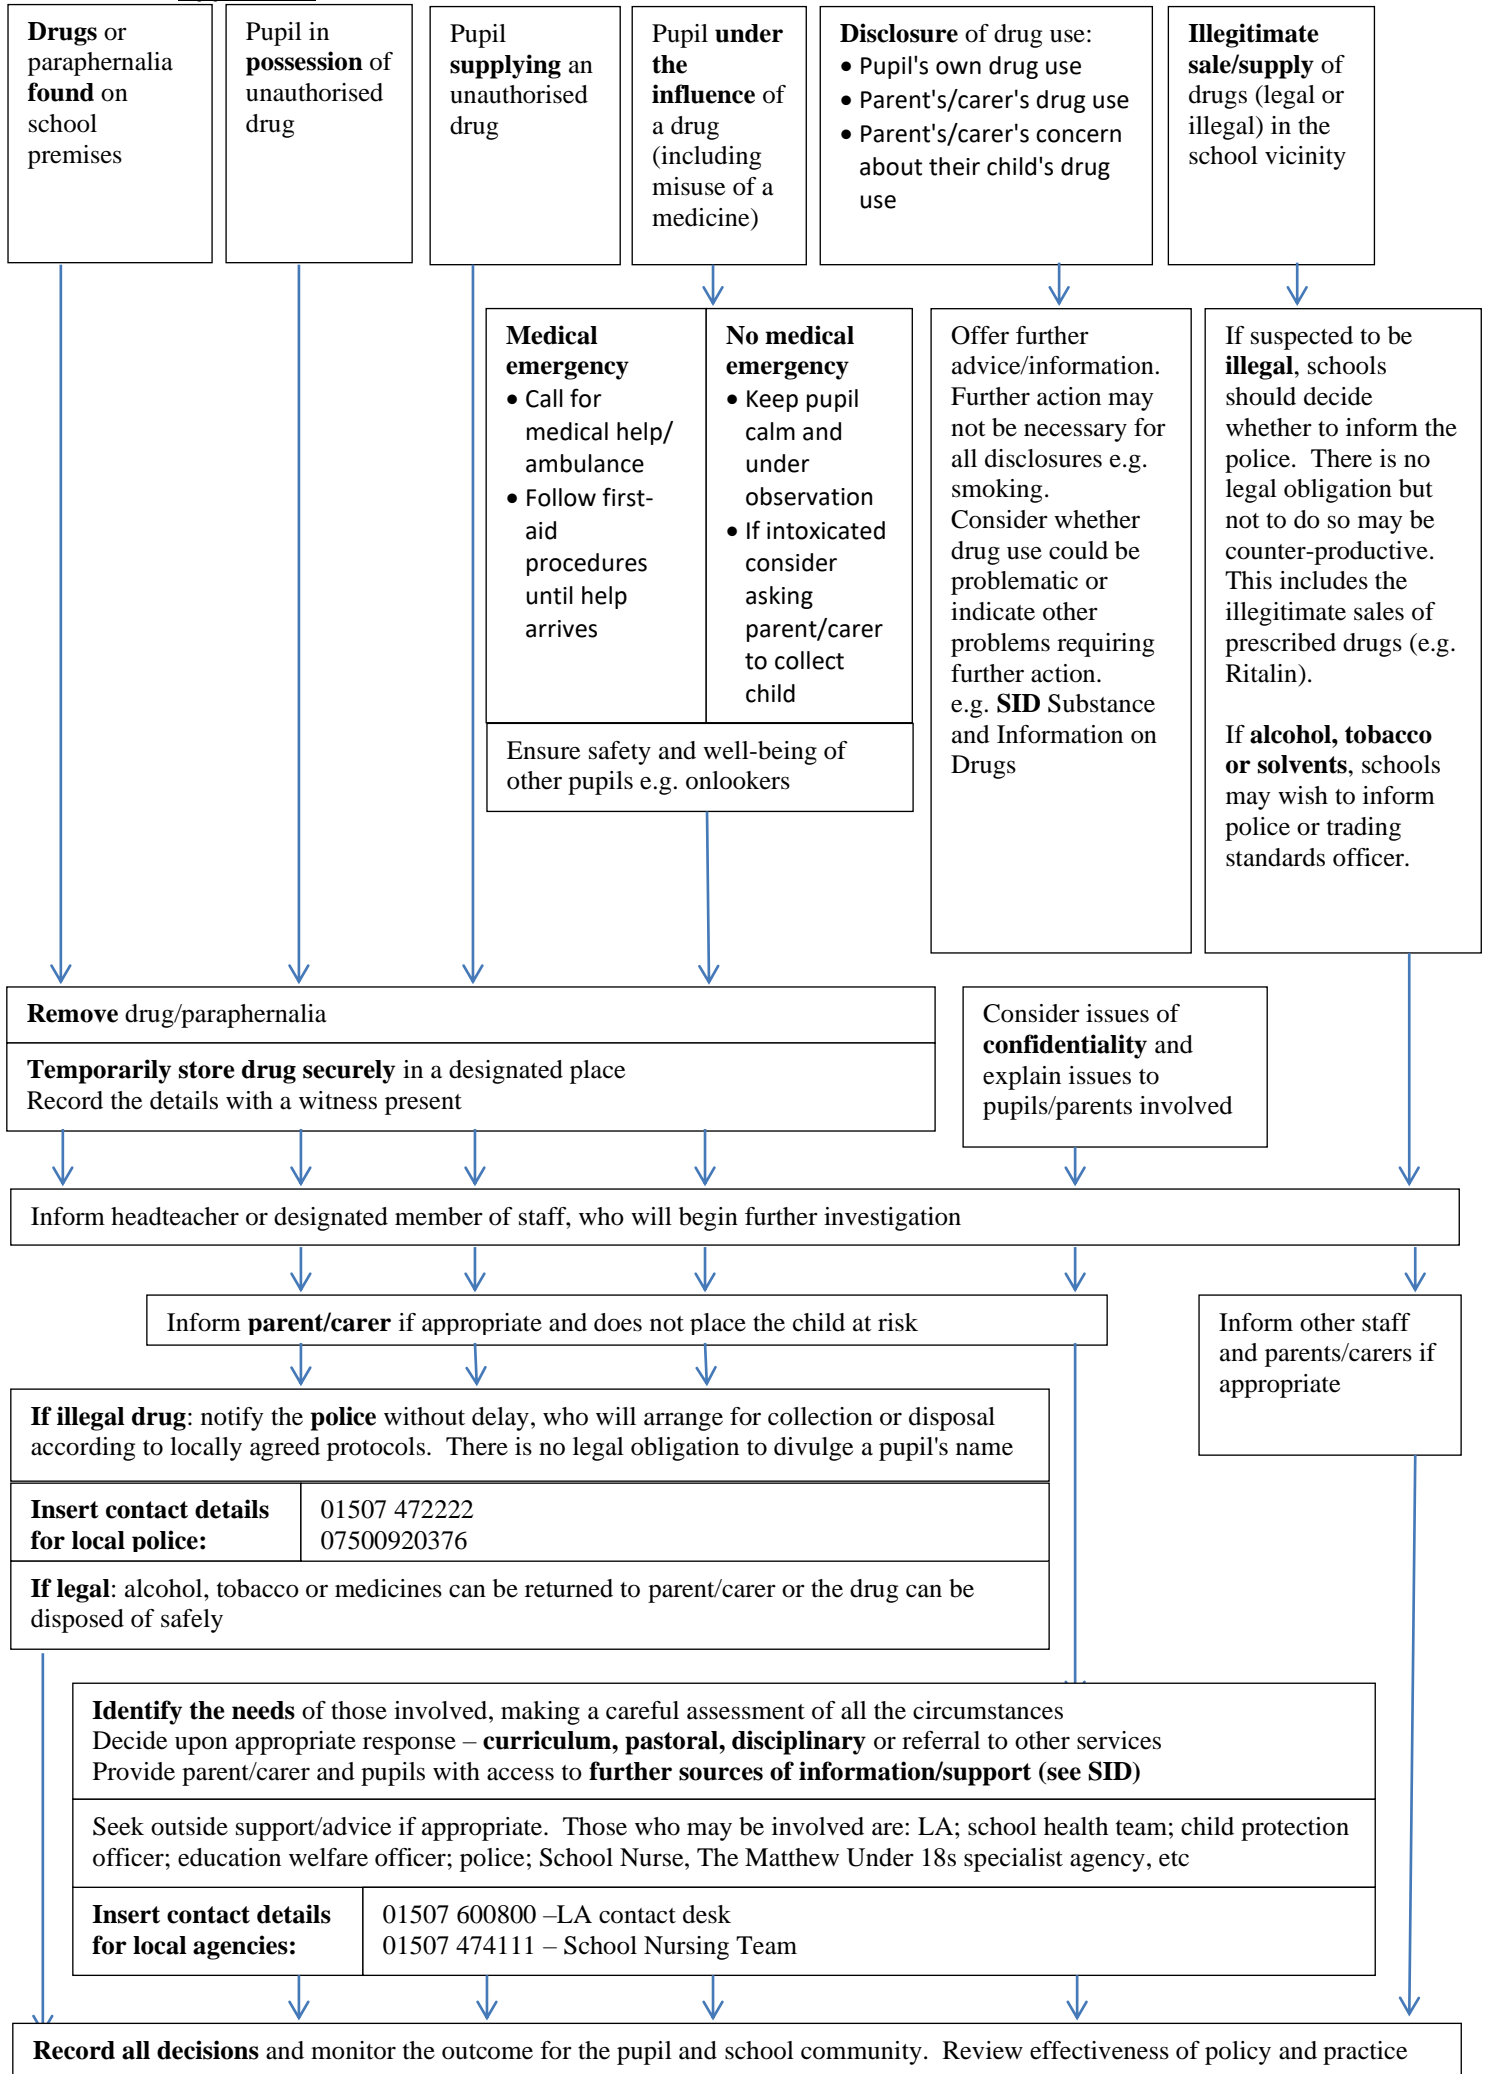 Drugs or
paraphernalia
found on
school
premises
Pupil in
possession of
unauthorised
drug
Pupil
supplying an
unauthorised
drug
Pupil under
the
influence of
a drug
(including
misuse of a
medicine)
Disclosure of drug use:
• Pupil's own drug use
• Parent's/carer's drug use
• Parent's/carer's concern
about their child's drug
use
Illegitimate
sale/supply of
drugs (legal or
illegal) in the
school vicinity
Medical
emergency
• Call for
medical help/
ambulance
• Follow first-
aid
procedures
until help
arrives
No medical
emergency
• Keep pupil
calm and
under
observation
• If intoxicated
consider
asking
parent/carer
to collect
child
Ensure safety and well-being of
other pupils e.g. onlookers
Offer further
advice/information.
Further action may
not be necessary for
all disclosures e.g.
smoking.
Consider whether
drug use could be
problematic or
indicate other
problems requiring
further action.
e.g. SID Substance
and Information on
Drugs
If suspected to be
illegal, schools
should decide
whether to inform the
police.  There is no
legal obligation but
not to do so may be
counter-productive.
This includes the
illegitimate sales of
prescribed drugs (e.g.
Ritalin).
If alcohol, tobacco
or solvents, schools
may wish to inform
police or trading
standards officer.
Remove drug/paraphernalia
Temporarily store drug securely in a designated place
Record the details with a witness present
Consider issues of
confidentiality and
explain issues to
pupils/parents involved
Inform headteacher or designated member of staff, who will begin further investigation
Inform parent/carer if appropriate and does not place the child at risk
Inform other staff
and parents/carers if
appropriate
If illegal drug: notify the police without delay, who will arrange for collection or disposal
according to locally agreed protocols.  There is no legal obligation to divulge a pupil's name
Insert contact details
for local police:
01507 472222
07500920376
If legal: alcohol, tobacco or medicines can be returned to parent/carer or the drug can be
disposed of safely
Identify the needs of those involved, making a careful assessment of all the circumstances
Decide upon appropriate response – curriculum, pastoral, disciplinary or referral to other services
Provide parent/carer and pupils with access to further sources of information/support (see SID)
Seek outside support/advice if appropriate.  Those who may be involved are: LA; school health team; child protection
officer; education welfare officer; police; School Nurse, The Matthew Under 18s specialist agency, etc
Insert contact details
for local agencies:
01507 600800 –LA contact desk
01507 474111 – School Nursing Team
Record all decisions and monitor the outcome for the pupil and school community.  Review effectiveness of policy and practice